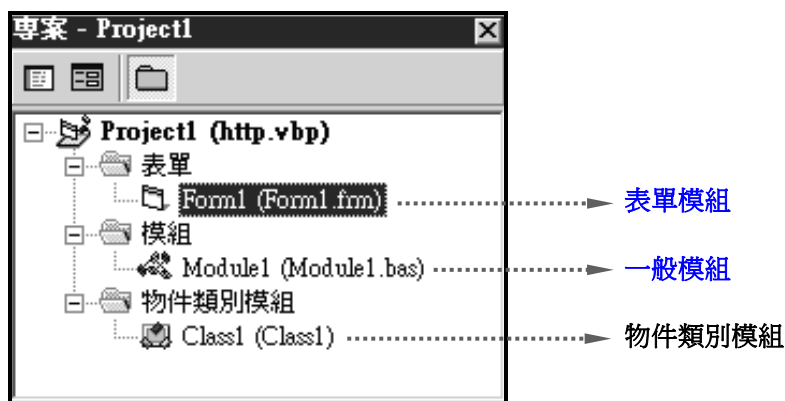 專案 - Project1
Project1 (http.vbp)
表單
Form1 (Form1.frm)
表單模組
模組
Module1 (Module1.bas)
一般模組
物件類別模組
Class1 (Class1)
物件類別模組